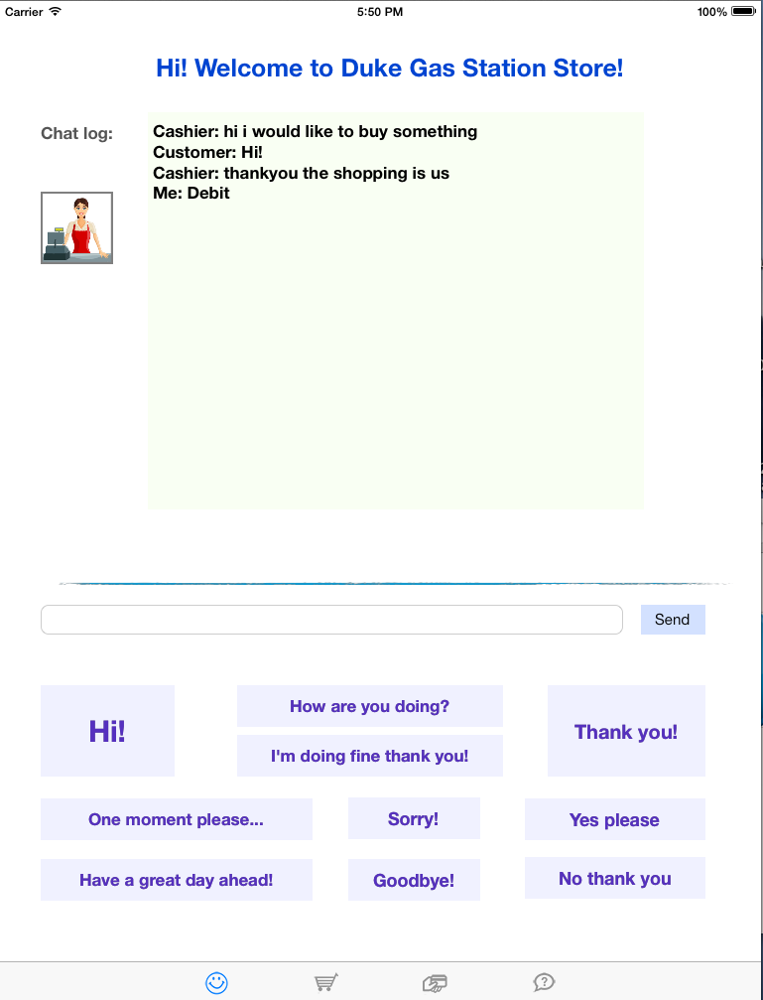 Carrier 5:50 PM 100%
Hi! Welcome to Duke Gas Station Store!
Chat log:
Cashier: hi i would like to buy something
Customer: Hi!
Cashier: thankyou the shopping is us
Me: Debit
Send
Hi!
How are you doing?
I'm doing fine thank you!
Thank you!
One moment please...
Sorry!
Yes please
Have a great day ahead!
Goodbye!
No thank you
?